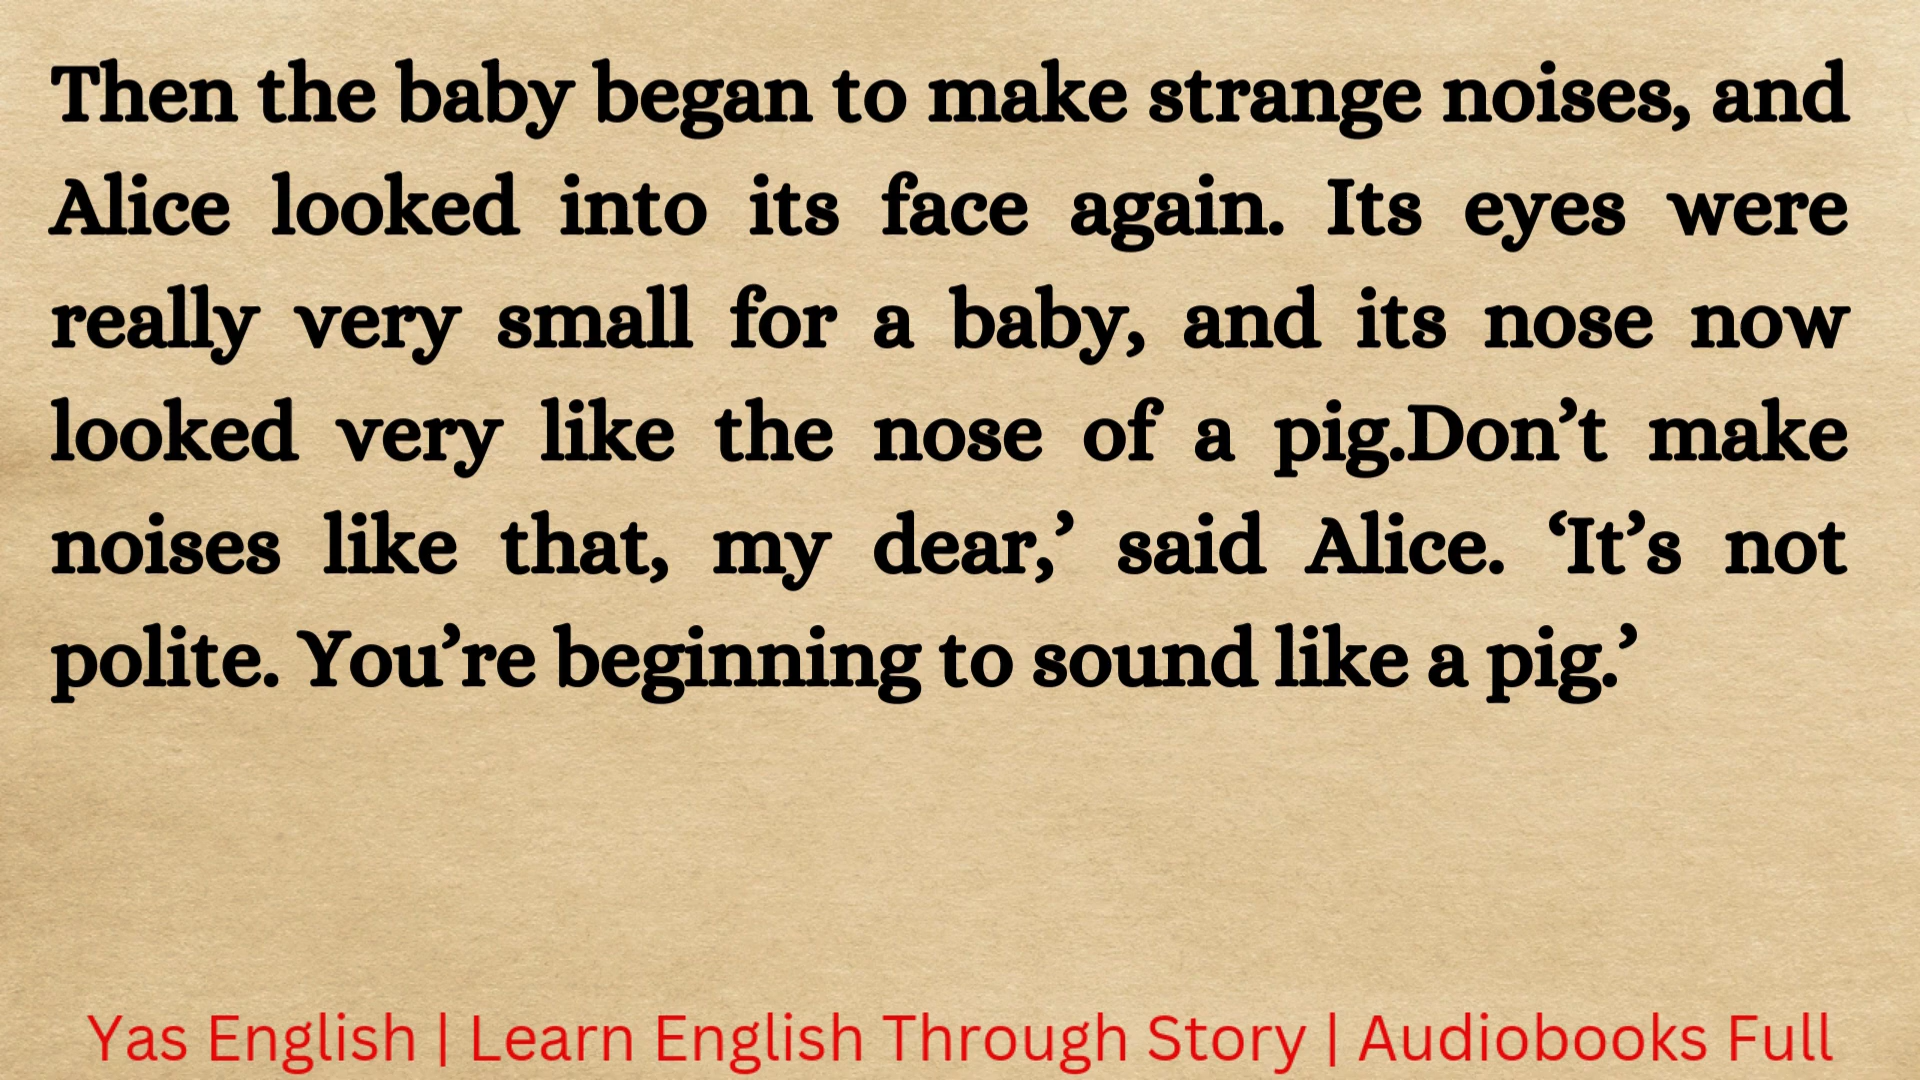 Then the baby began to make strange noises, and
Alice looked into its face again. Its eyes were
really very small for a baby, and its nose now
looked very like the nose of a pig.Don’t make
noises like that, my dear,’ said Alice. ‘It’s not
polite. You’re beginning to sound like a pig.’
Yas English | Learn English Through Story | Audiobooks Full